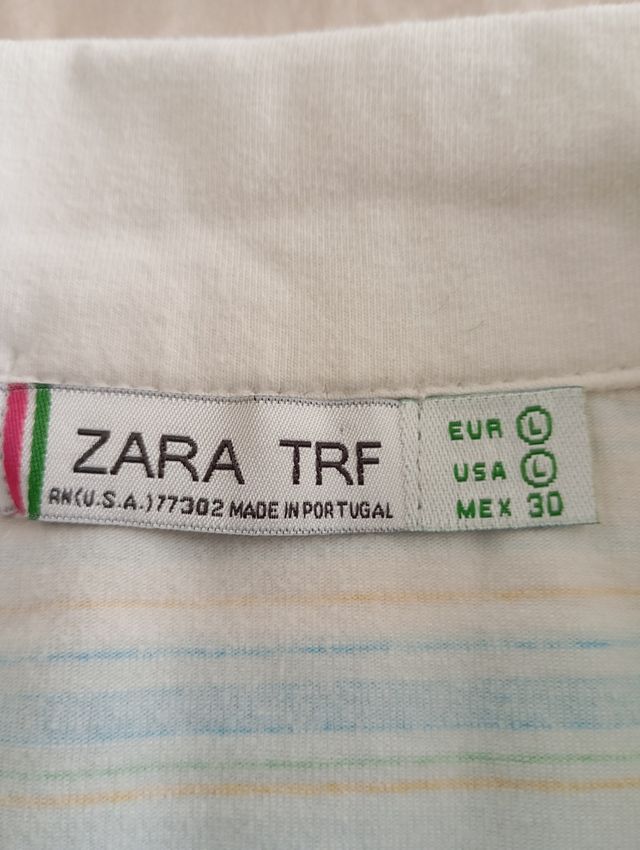 ZARA TRF
RN(U.S.A.)77302 MADE IN PORTUGAL
EUR L
USA L
MEX 30